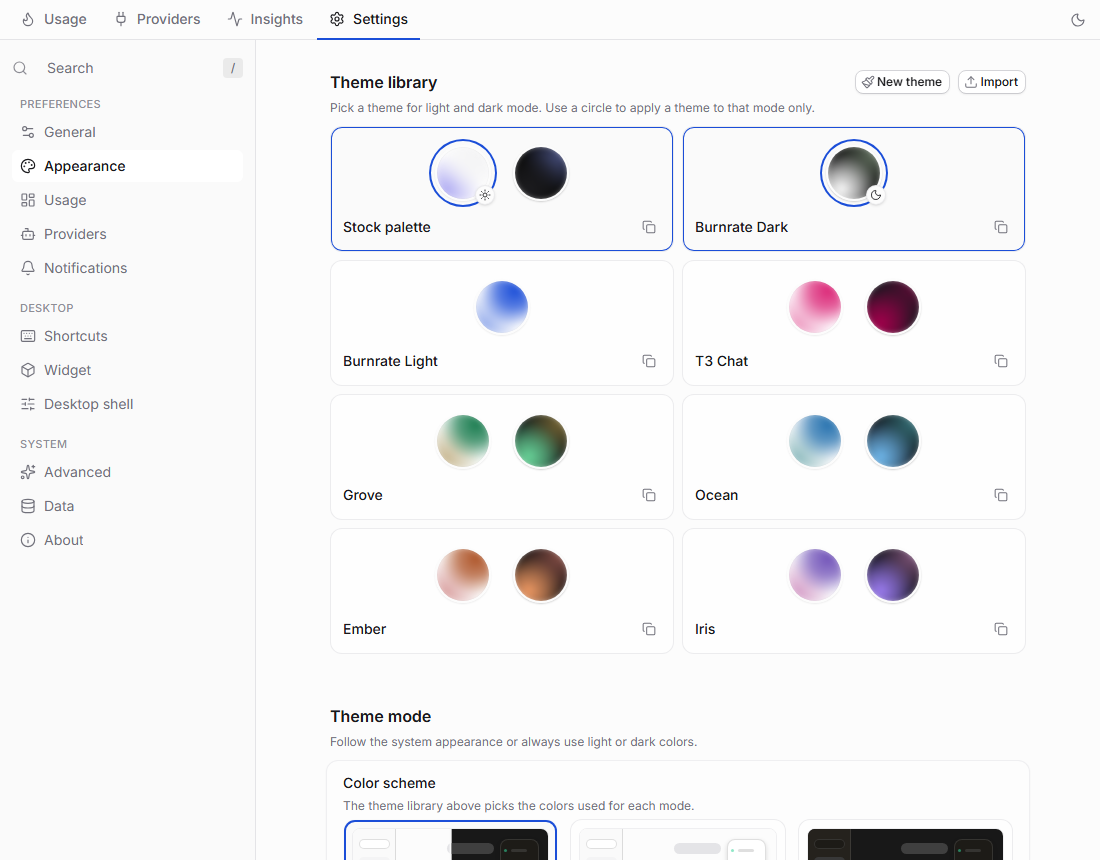 Usage
Providers
Insights
Settings
Search
/
PREFERENCES
General
Appearance
Usage
Providers
Notifications
DESKTOP
Shortcuts
Widget
Desktop shell
SYSTEM
Advanced
Data
About
Theme library
New theme
Import
Pick a theme for light and dark mode. Use a circle to apply a theme to that mode only.
Stock palette
Burnrate Dark
Burnrate Light
T3 Chat
Grove
Ocean
Ember
Iris
Theme mode
Follow the system appearance or always use light or dark colors.
Color scheme
The theme library above picks the colors used for each mode.